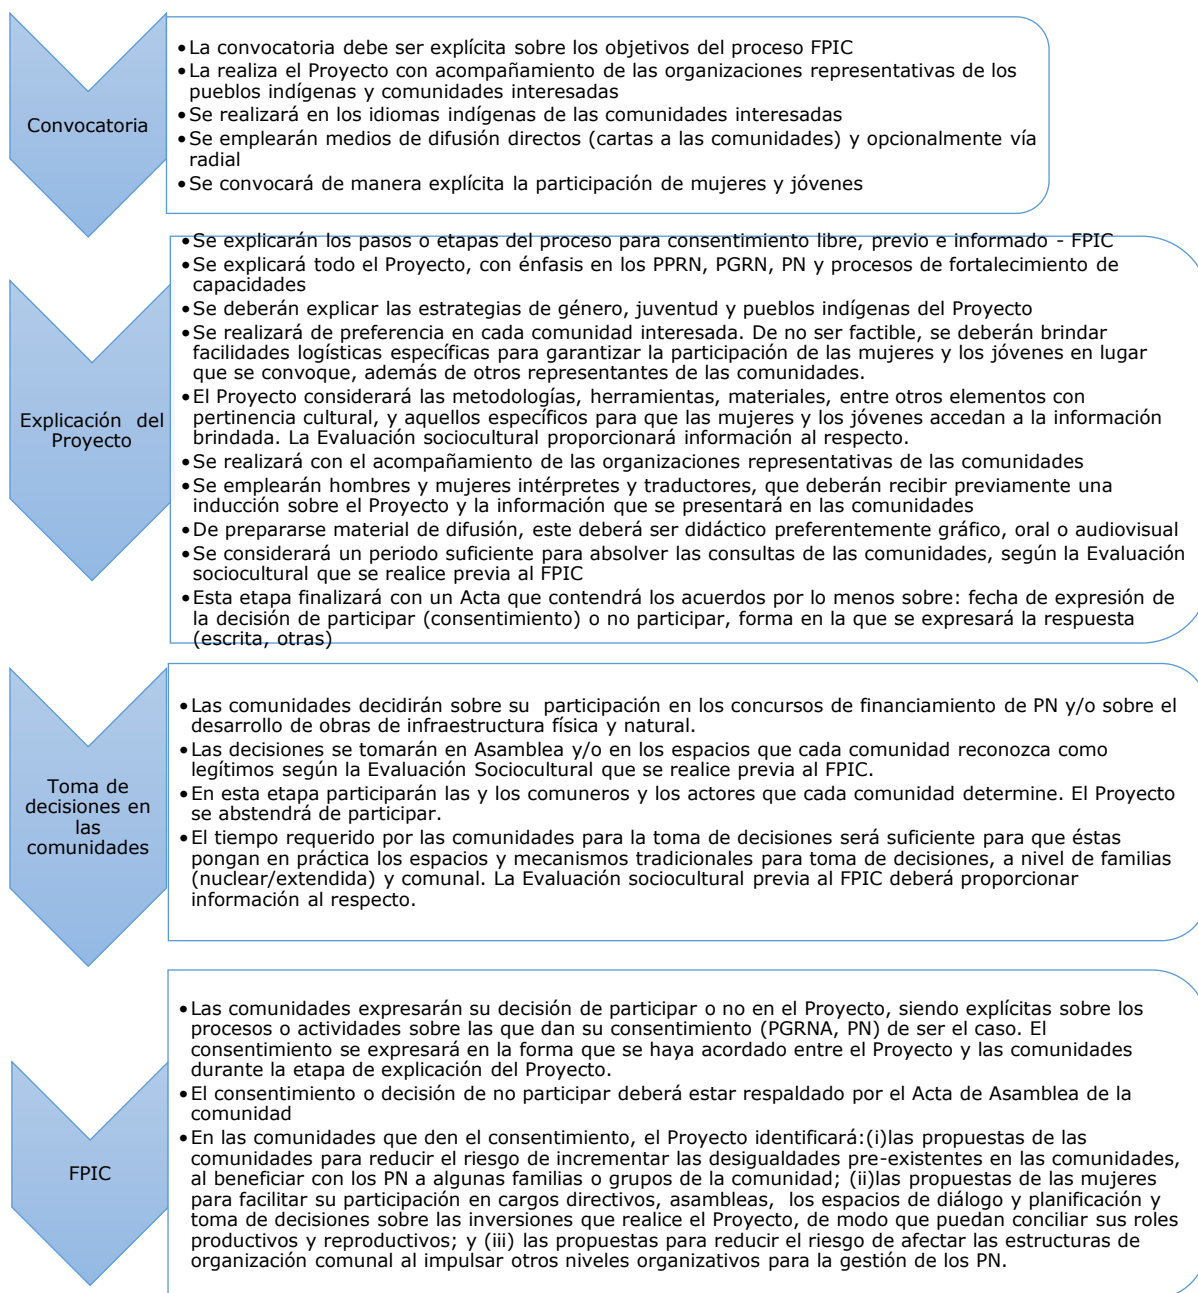 Convocatoria
•La convocatoria debe ser explícita sobre los objetivos del proceso FPIC
•La realiza el Proyecto con acompañamiento de las organizaciones representativas de los
pueblos indígenas y comunidades interesadas
•Se realizará en los idiomas indígenas de las comunidades interesadas
•Se emplearán medios de difusión directos (cartas a las comunidades) y opcionalmente vía
radial
•Se convocará de manera explícita la participación de mujeres y jóvenes
Explicación del
Proyecto
•Se explicarán los pasos o etapas del proceso para consentimiento libre, previo e informado - FPIC
•Se explicará todo el Proyecto, con énfasis en los PPRN, PGRN, PN y procesos de fortalecimiento de
capacidades
•Se deberán explicar las estrategias de género, juventud y pueblos indígenas del Proyecto
•Se realizará de preferencia en cada comunidad interesada. De no ser factible, se deberán brindar
facilidades logísticas específicas para garantizar la participación de las mujeres y los jóvenes en lugar
que se convoque, además de otros representantes de las comunidades.
•El Proyecto considerará las metodologías, herramientas, materiales, entre otros elementos con
pertinencia cultural, y aquellos específicos para que las mujeres y los jóvenes accedan a la información
brindada. La Evaluación sociocultural proporcionará información al respecto.
•Se realizará con el acompañamiento de las organizaciones representativas de las comunidades
•Se emplearán hombres y mujeres intérpretes y traductores, que deberán recibir previamente una
inducción sobre el Proyecto y la información que se presentará en las comunidades
•De prepararse material de difusión, este deberá ser didáctico preferentemente gráfico, oral o audiovisual
•Se considerará un periodo suficiente para absolver las consultas de las comunidades, según la Evaluación
sociocultural que se realice previa al FPIC
•Esta etapa finalizará con un Acta que contendrá los acuerdos por lo menos sobre: fecha de expresión de
la decisión de participar (consentimiento) o no participar, forma en la que se expresará la respuesta
(escrita, otras)
Toma de
decisiones en
las
comunidades
•Las comunidades decidirán sobre su participación en los concursos de financiamiento de PN y/o sobre el
desarrollo de obras de infraestructura física y natural.
•Las decisiones se tomarán en Asamblea y/o en los espacios que cada comunidad reconozca como
legítimos según la Evaluación Sociocultural que se realice previa al FPIC.
•En esta etapa participarán las y los comuneros y los actores que cada comunidad determine. El Proyecto
se abstendrá de participar.
•El tiempo requerido por las comunidades para la toma de decisiones será suficiente para que éstas
pongan en práctica los espacios y mecanismos tradicionales para toma de decisiones, a nivel de familias
(nuclear/extendida) y comunal. La Evaluación sociocultural previa al FPIC deberá proporcionar
información al respecto.
FPIC
•Las comunidades expresarán su decisión de participar o no en el Proyecto, siendo explícitas sobre los
procesos o actividades sobre las que dan su consentimiento (PGRNA, PN) de ser el caso. El
consentimiento se expresará en la forma que se haya acordado entre el Proyecto y las comunidades
durante la etapa de explicación del Proyecto.
•El consentimiento o decisión de no participar deberá estar respaldado por el Acta de Asamblea de la
comunidad
•En las comunidades que den el consentimiento, el Proyecto identificará:(i)las propuestas de las
comunidades para reducir el riesgo de incrementar las desigualdades pre-existentes en las comunidades,
al beneficiar con los PN a algunas familias o grupos de la comunidad; (ii)las propuestas de las mujeres
para facilitar su participación en cargos directivos, asambleas, los espacios de diálogo y planificación y
toma de decisiones sobre las inversiones que realice el Proyecto, de modo que puedan conciliar sus roles
productivos y reproductivos; y (iii) las propuestas para reducir el riesgo de afectar las estructuras de
organización comunal al impulsar otros niveles organizativos para la gestión de los PN.